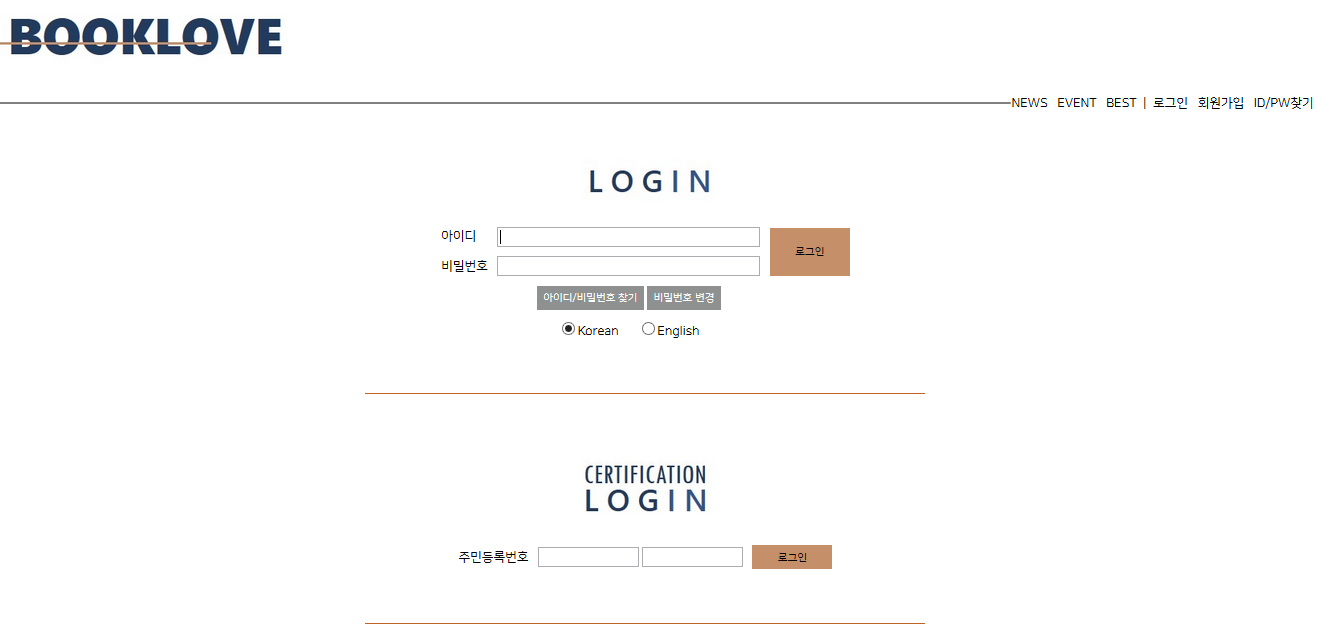 BOOKLOVE
NEWS EVENT BEST | 로그인 회원가입 ID/PW찾기
LOGIN
아이디
로그인
비밀번호
아이디/비밀번호 찾기 비밀번호 변경
Korean English
CERTIFICATION
LOGIN
주민등록번호 로그인